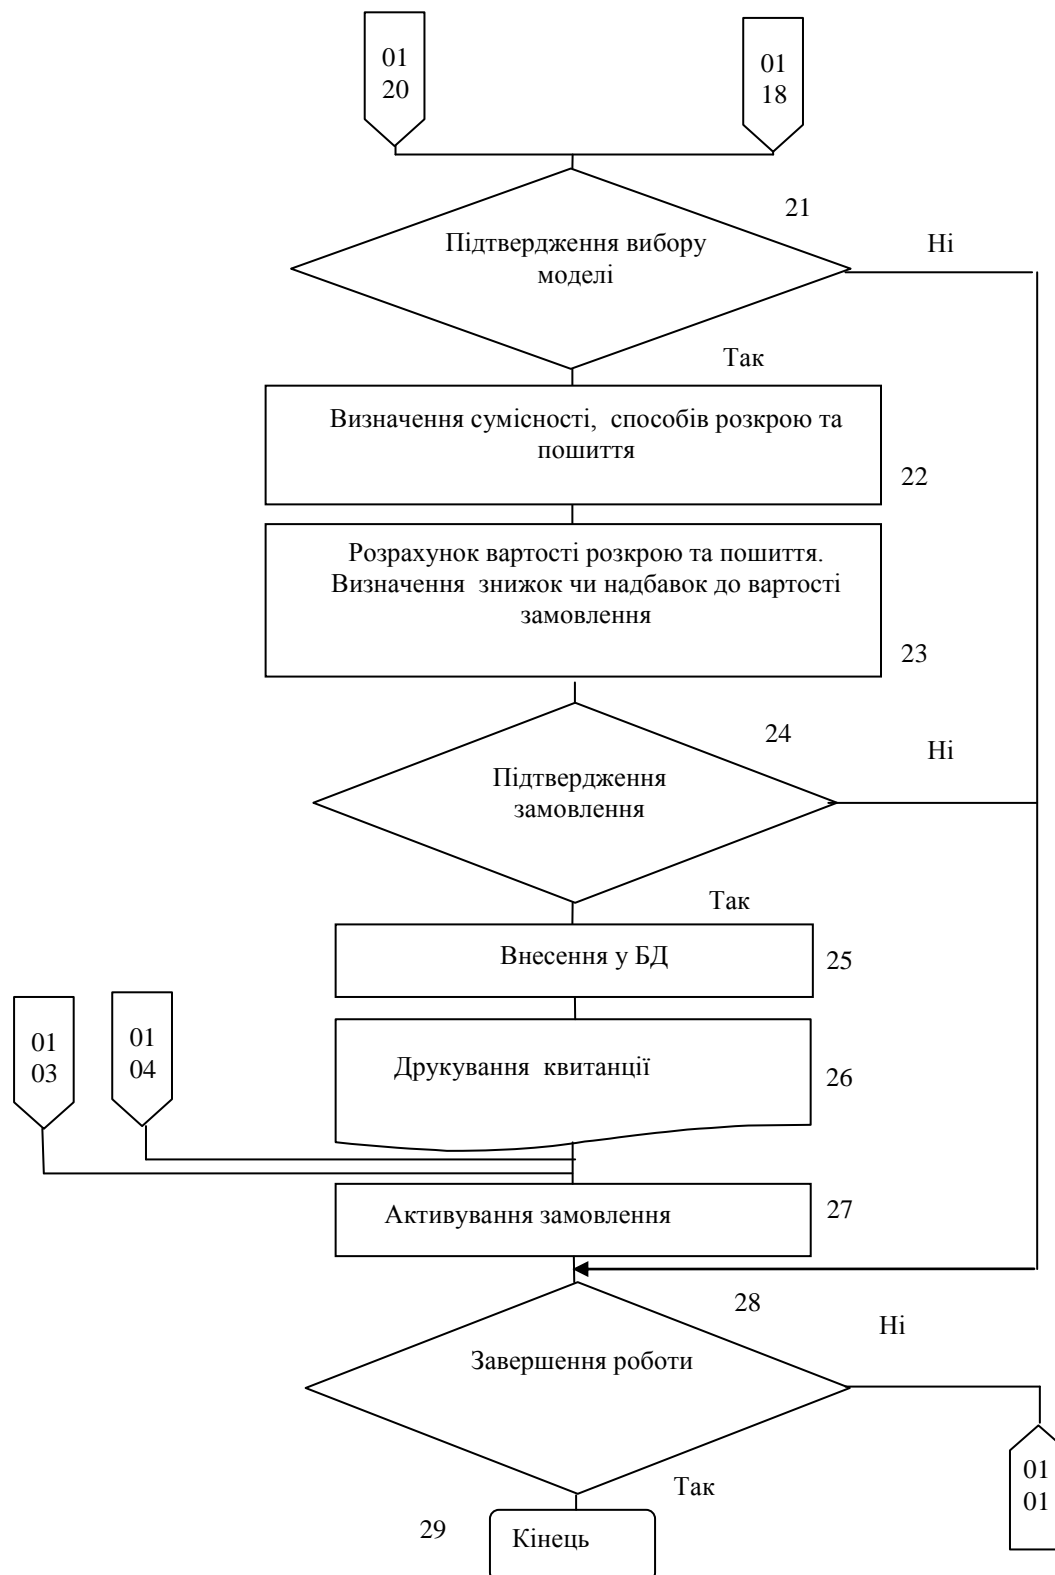 01
20
01
18
21
Підтвердження вибору
моделі
Ні
Так
Визначення сумісності, способів розкрою та
пошиття
22
Розрахунок вартості розкрою та пошиття.
Визначення знижок чи надбавок до вартості
замовлення
23
24
Ні
Підтвердження
замовлення
Так
Внесення у БД
25
01
03
01
04
Друкування квитанції
26
Активування замовлення
27
28
Ні
Завершення роботи
01
01
Так
29
Кінець